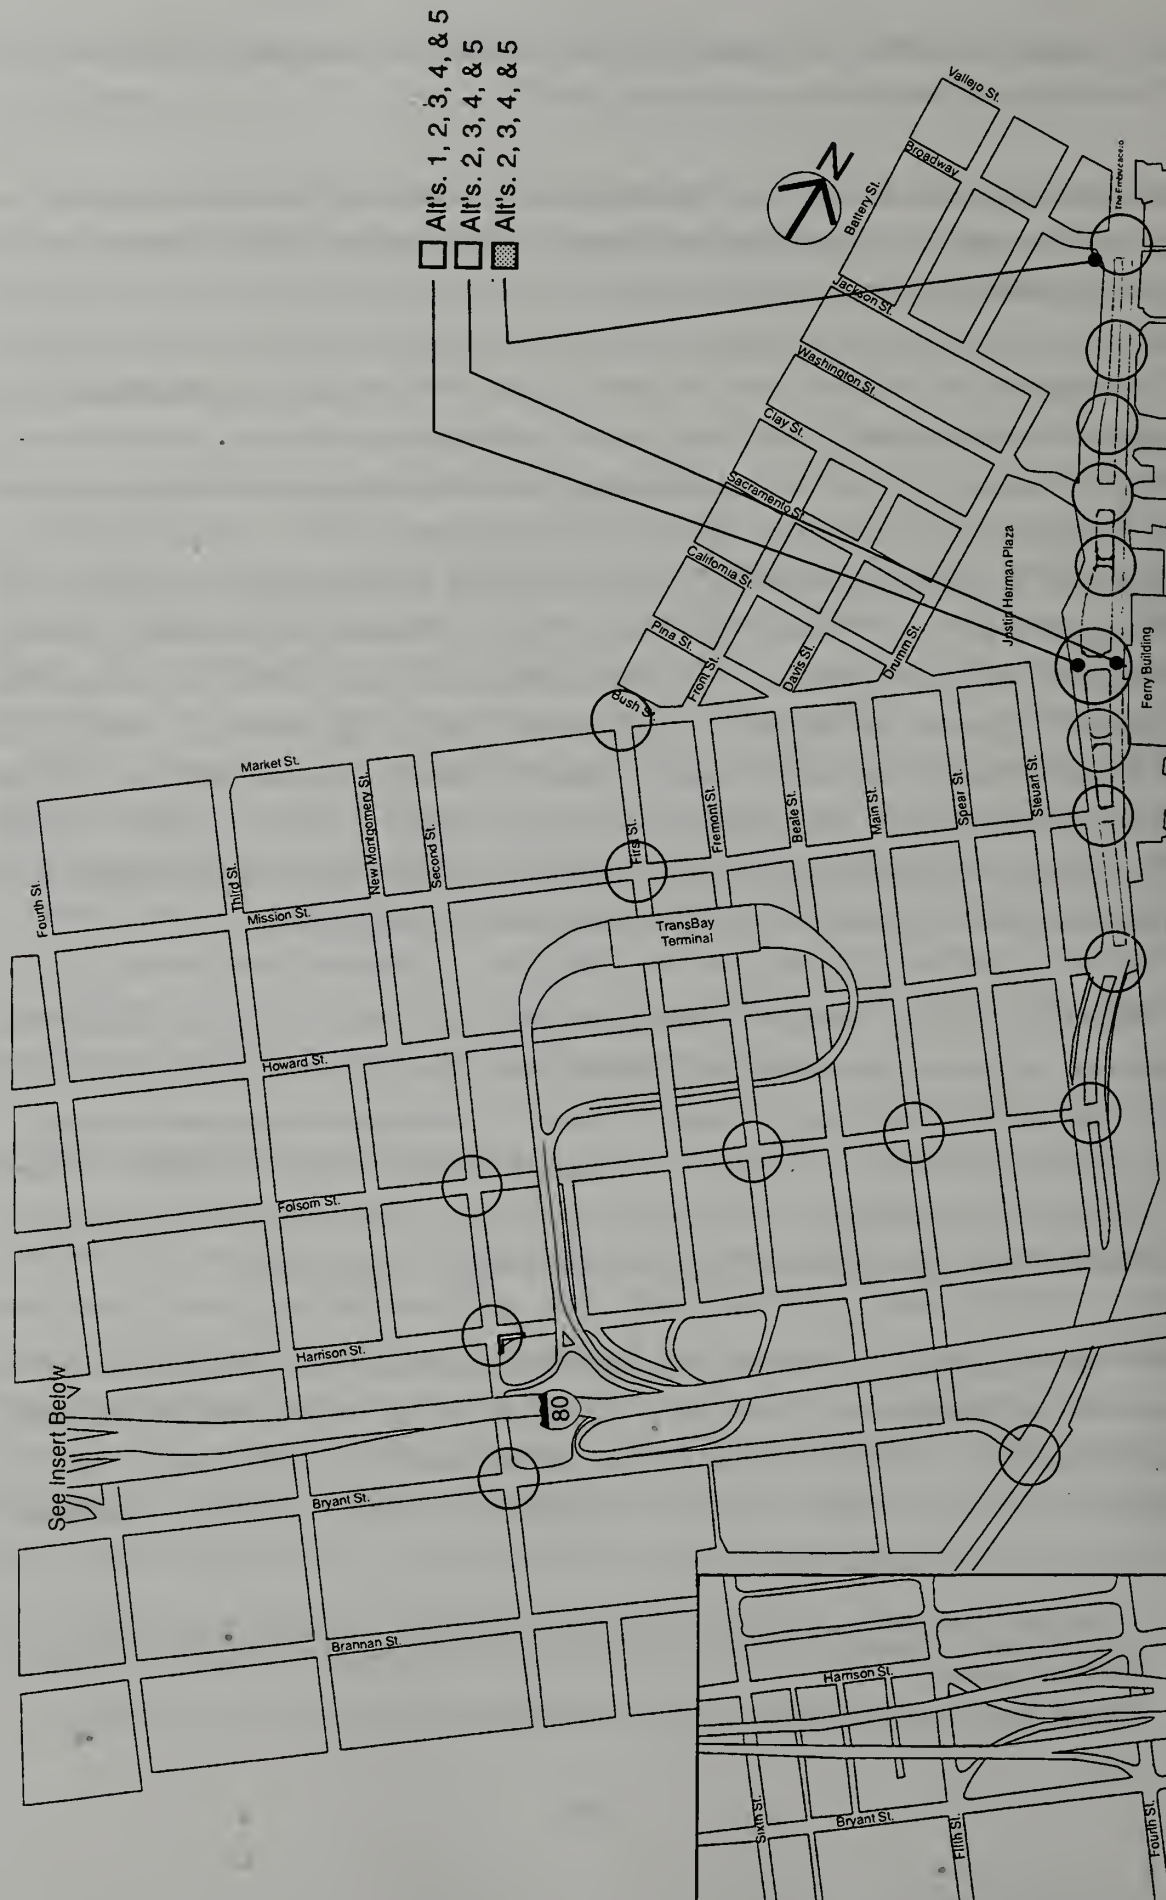 Alt's. 1, 2, 3, 4, & 5
Alt's. 2, 3, 4, & 5
Alt's. 2, 3, 4, & 5
N
Vallejo St.
Broadway
Battery St.
The Embarcadero
Jackson St.
Washington St.
Clay St.
Sacramento St.
California St.
Pina St.
Bush St.
Front St.
Davis St.
Drumm St.
Justin Herman Plaza
Ferry Building
Market St.
Fourth St.
Third St.
New Montgomery St.
Second St.
First St.
Fremont St.
Beale St.
Main St.
Spear St.
Steuart St.
Mission St.
TransBay
Terminal
Howard St.
Folsom St.
Harrison St.
See Insert Below
80
Bryant St.
Brannan St.
Harrison St.
Sixth St.
Bryant St.
Fifth St.
Fourth St.